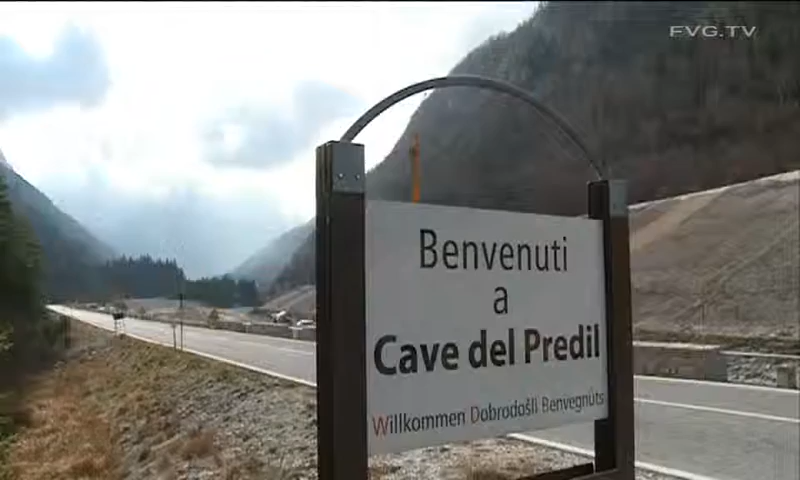 FVG.TV
Benvenuti
a
Cave del Predil
Willkommen Dobrodošli Benvegnûts